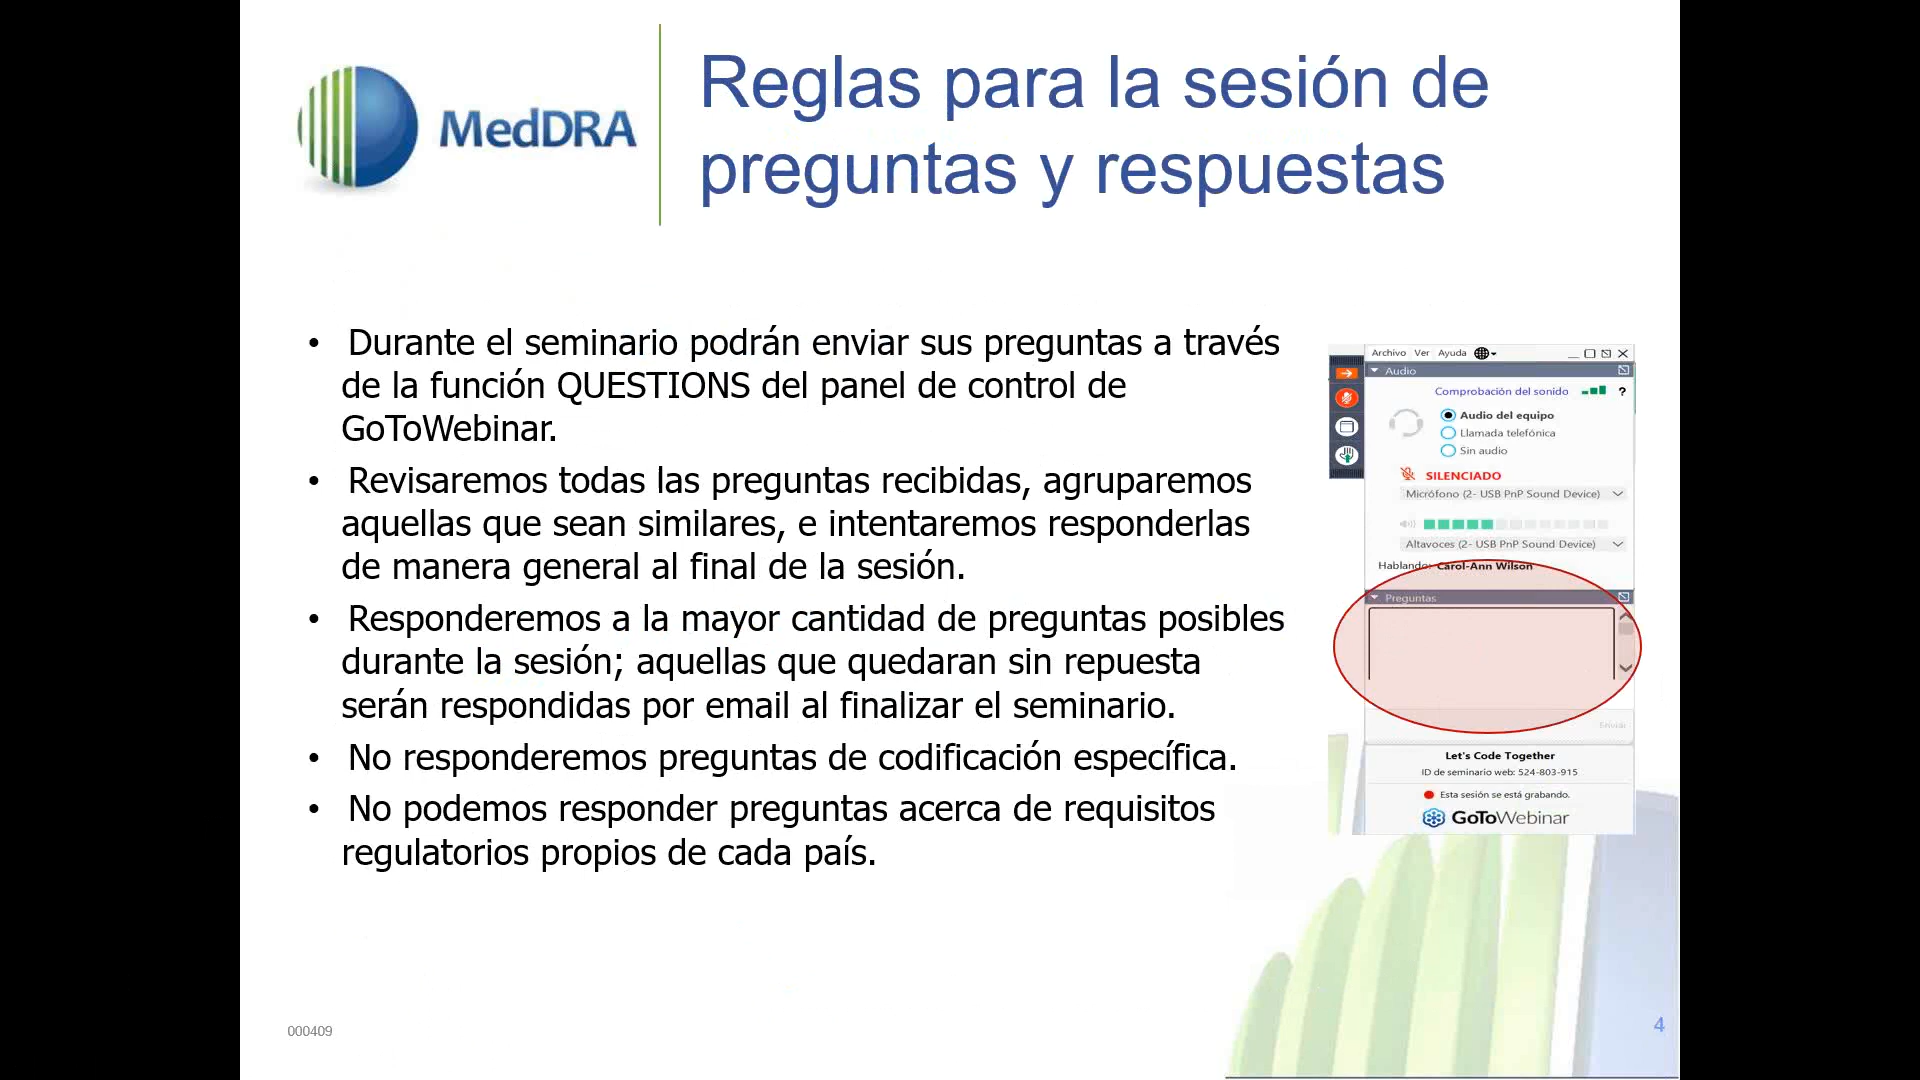 MedDRA
Reglas para la sesión de
preguntas y respuestas
• Durante el seminario podrán enviar sus preguntas a través
de la función QUESTIONS del panel de control de
GoToWebinar.
• Revisaremos todas las preguntas recibidas, agruparemos
aquellas que sean similares, e intentaremos responderlas
de manera general al final de la sesión.
• Responderemos a la mayor cantidad de preguntas posibles
durante la sesión; aquellas que quedaran sin repuesta
serán respondidas por email al finalizar el seminario.
• No responderemos preguntas de codificación específica.
• No podemos responder preguntas acerca de requisitos
regulatorios propios de cada país.
Archivo Ver Ayuda
Audio
Comprobación del sonido ?
Audio del equipo
Llamada telefónica
Sin audio
SILENCIADO
Micrófono (2- USB PnP Sound Device)
Altavoces (2- USB PnP Sound Device)
Hablando: Carol-Ann Wilson
Preguntas
Enviar
Let's Code Together
ID de seminario web: 524-803-915
Esta sesión se está grabando.
GoToWebinar
000409
4